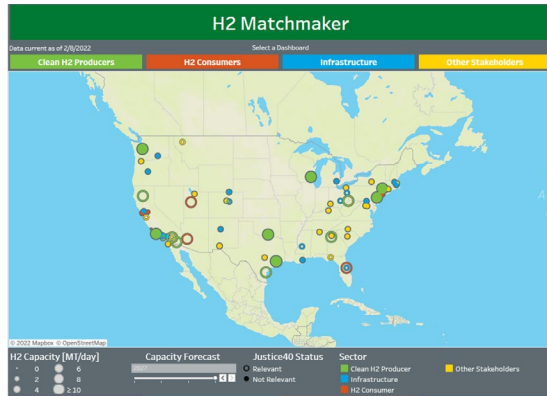 H2 Matchmaker
Data current as of 2/8/2022
Select a Dashboard
Clean H2 Producers
H2 Consumers
Infrastructure
Other Stakeholders
© 2022 Mapbox © OpenStreetMap
H2 Capacity [MT/day]
0 6
2 8
4 ≥ 10
Capacity Forecast
2027
Justice40 Status
Relevant
Not Relevant
Sector
Clean H2 Producer
Infrastructure
H2 Consumer
Other Stakeholders